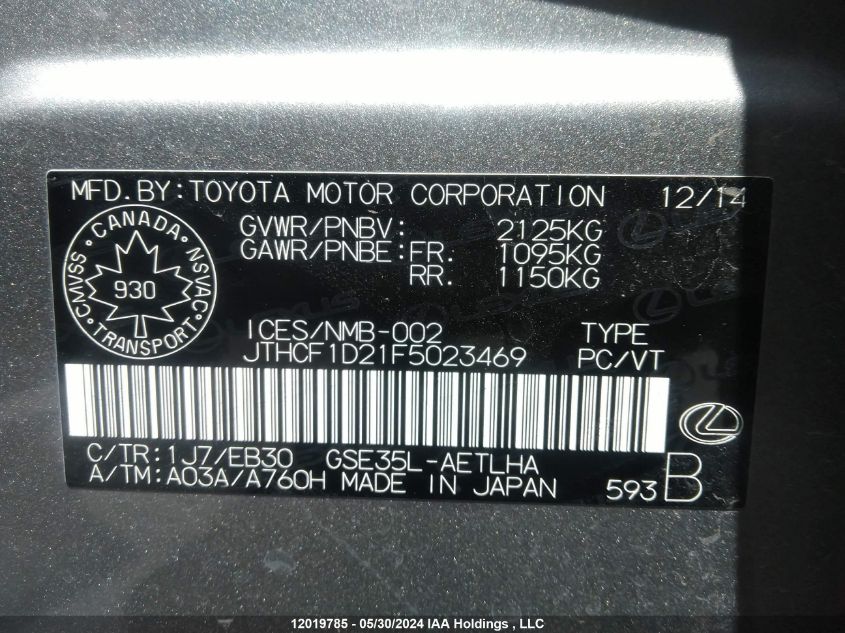 MFD.BY:TOYOTA MOTOR CORPORATION 12/14
GVWR/PNBV: 2125KG
GAWR/PNBE:FR. 1095KG
RR. 1150KG
CANADA
CMVSS 930 NSVAC
TRANSPORT
ICES/NMB-002 TYPE
JTHCF1D21F5023469 PC/VT
C/TR:1J7/EB30 GSE35L-AETLHA
A/TM:A03A/A760H MADE IN JAPAN 593 B
12019785 - 05/30/2024 IAA Holdings , LLC